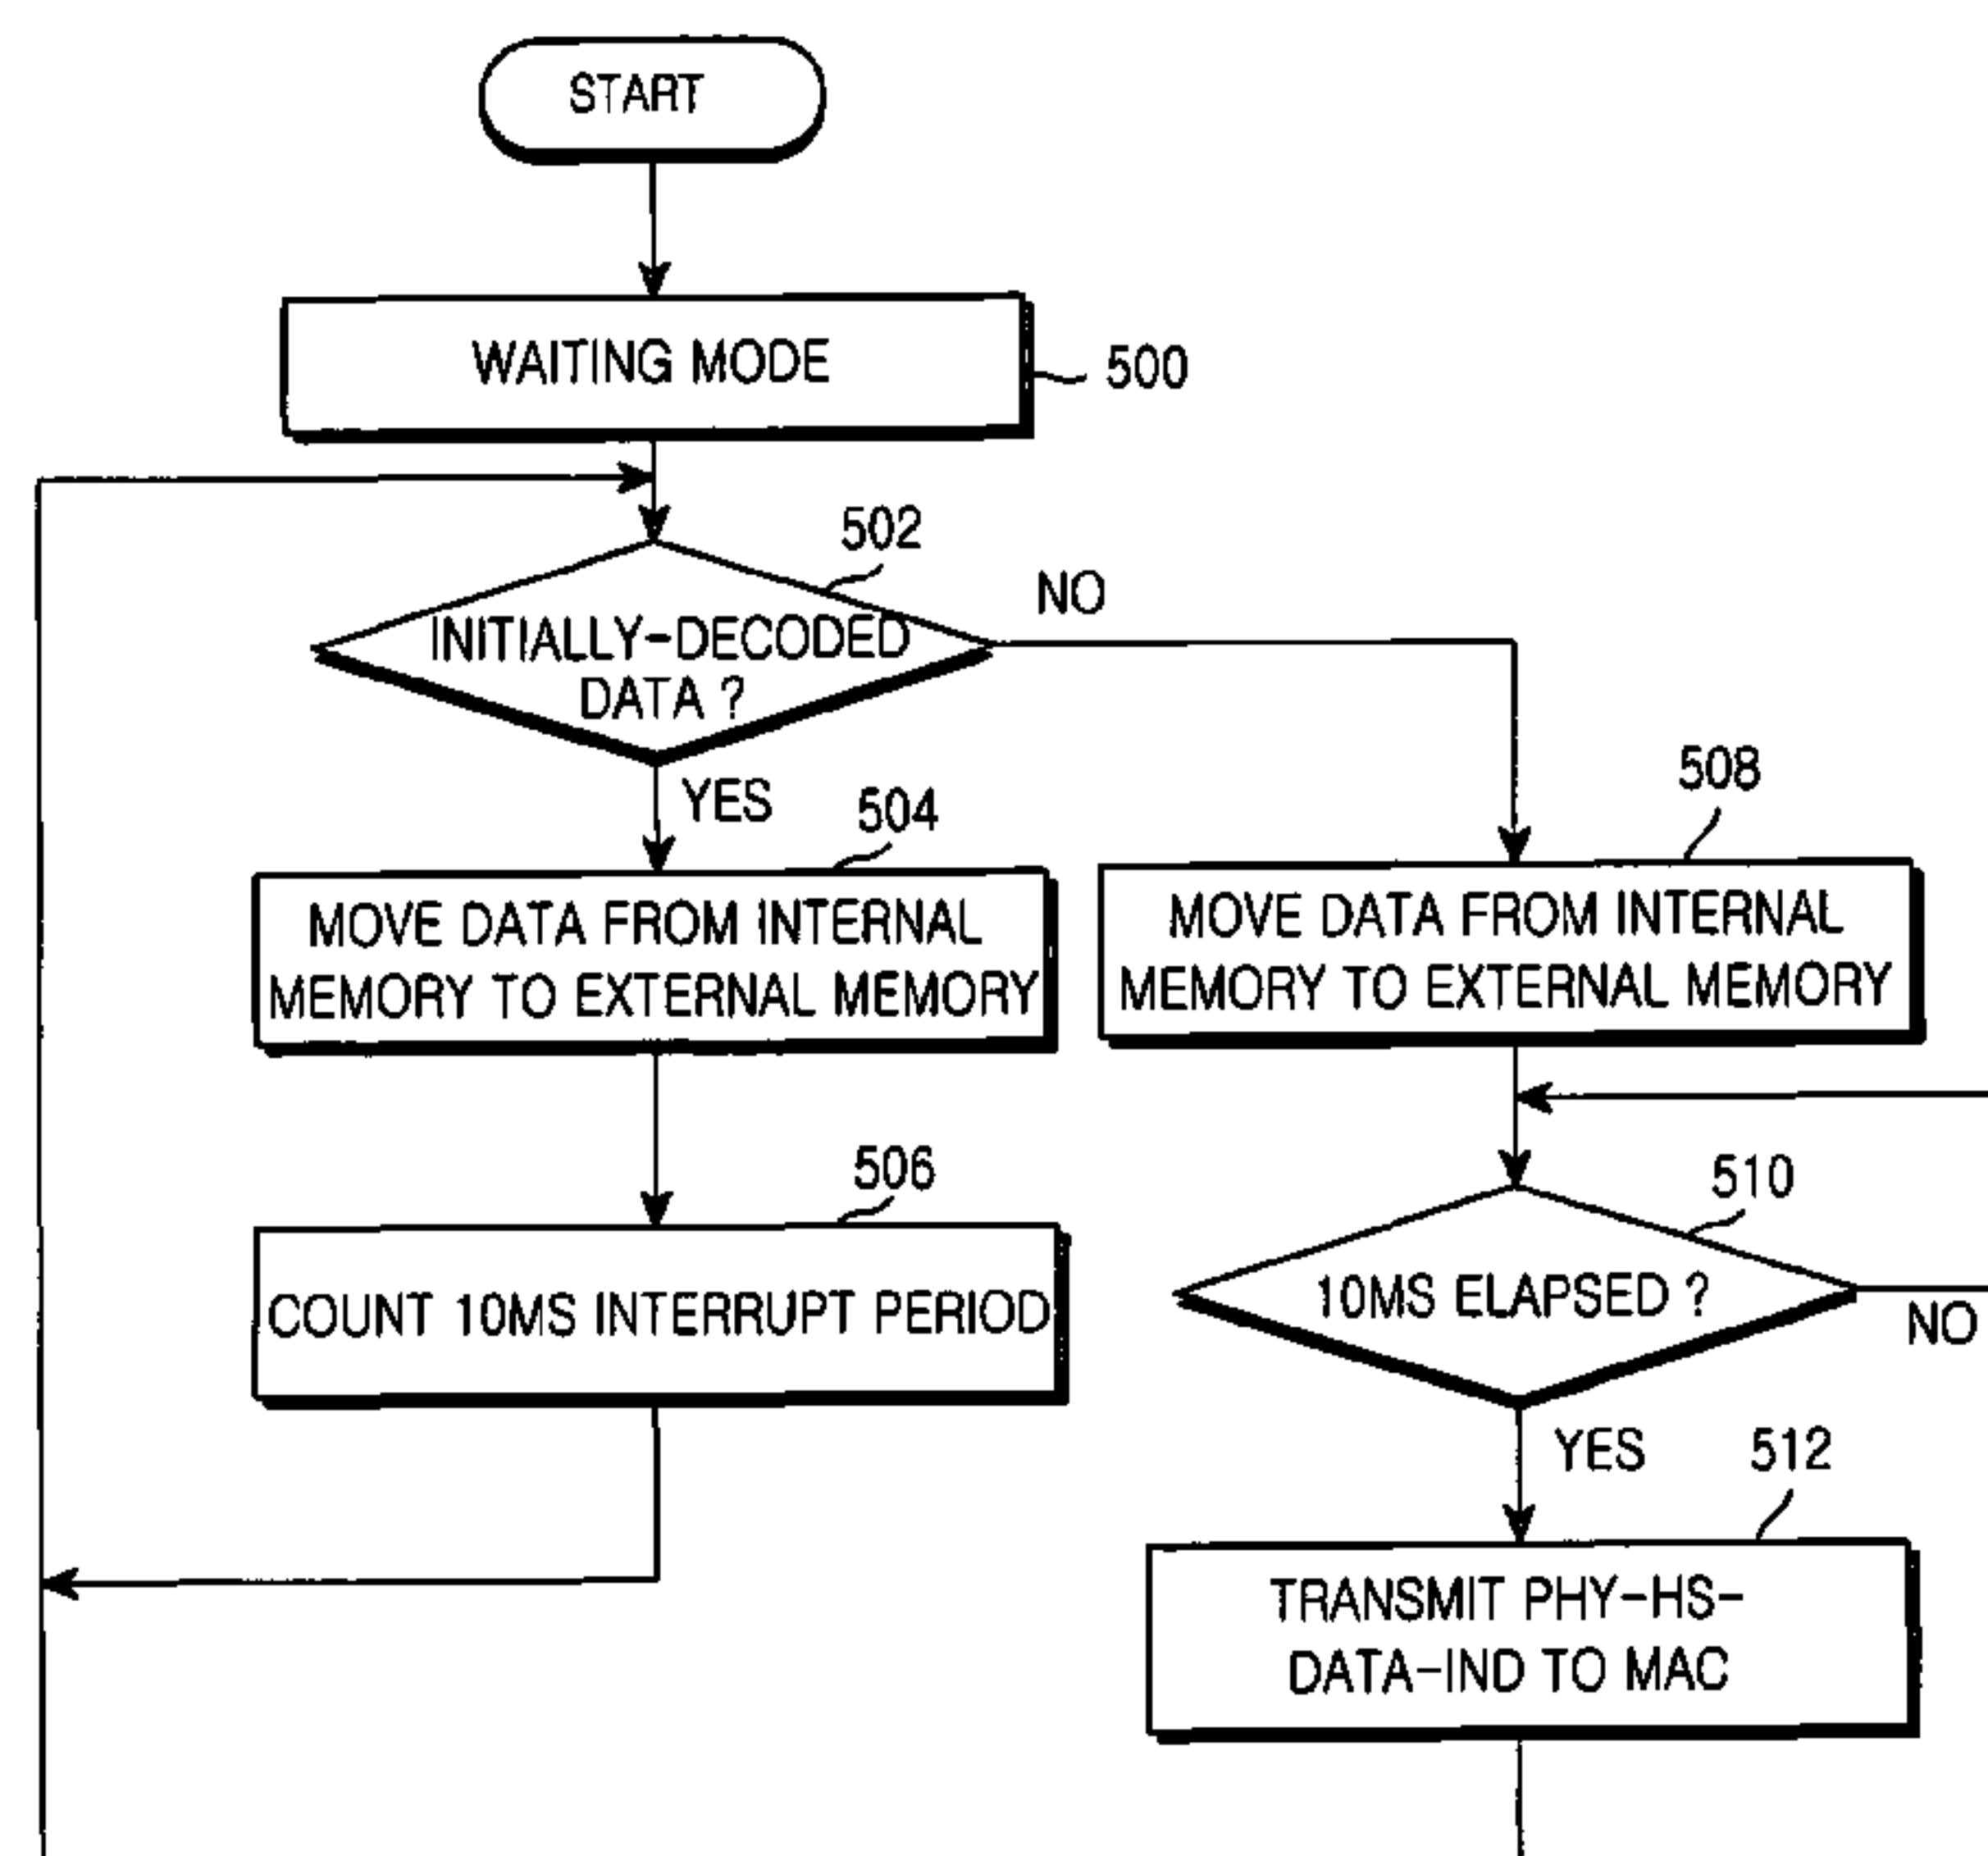 START
WAITING MODE
500
502
INITIALLY-DECODED
DATA ?
NO
YES
504
MOVE DATA FROM INTERNAL
MEMORY TO EXTERNAL MEMORY
506
COUNT 10MS INTERRUPT PERIOD
508
MOVE DATA FROM INTERNAL
MEMORY TO EXTERNAL MEMORY
510
10MS ELAPSED ?
NO
YES
512
TRANSMIT PHY-HS-
DATA-IND TO MAC